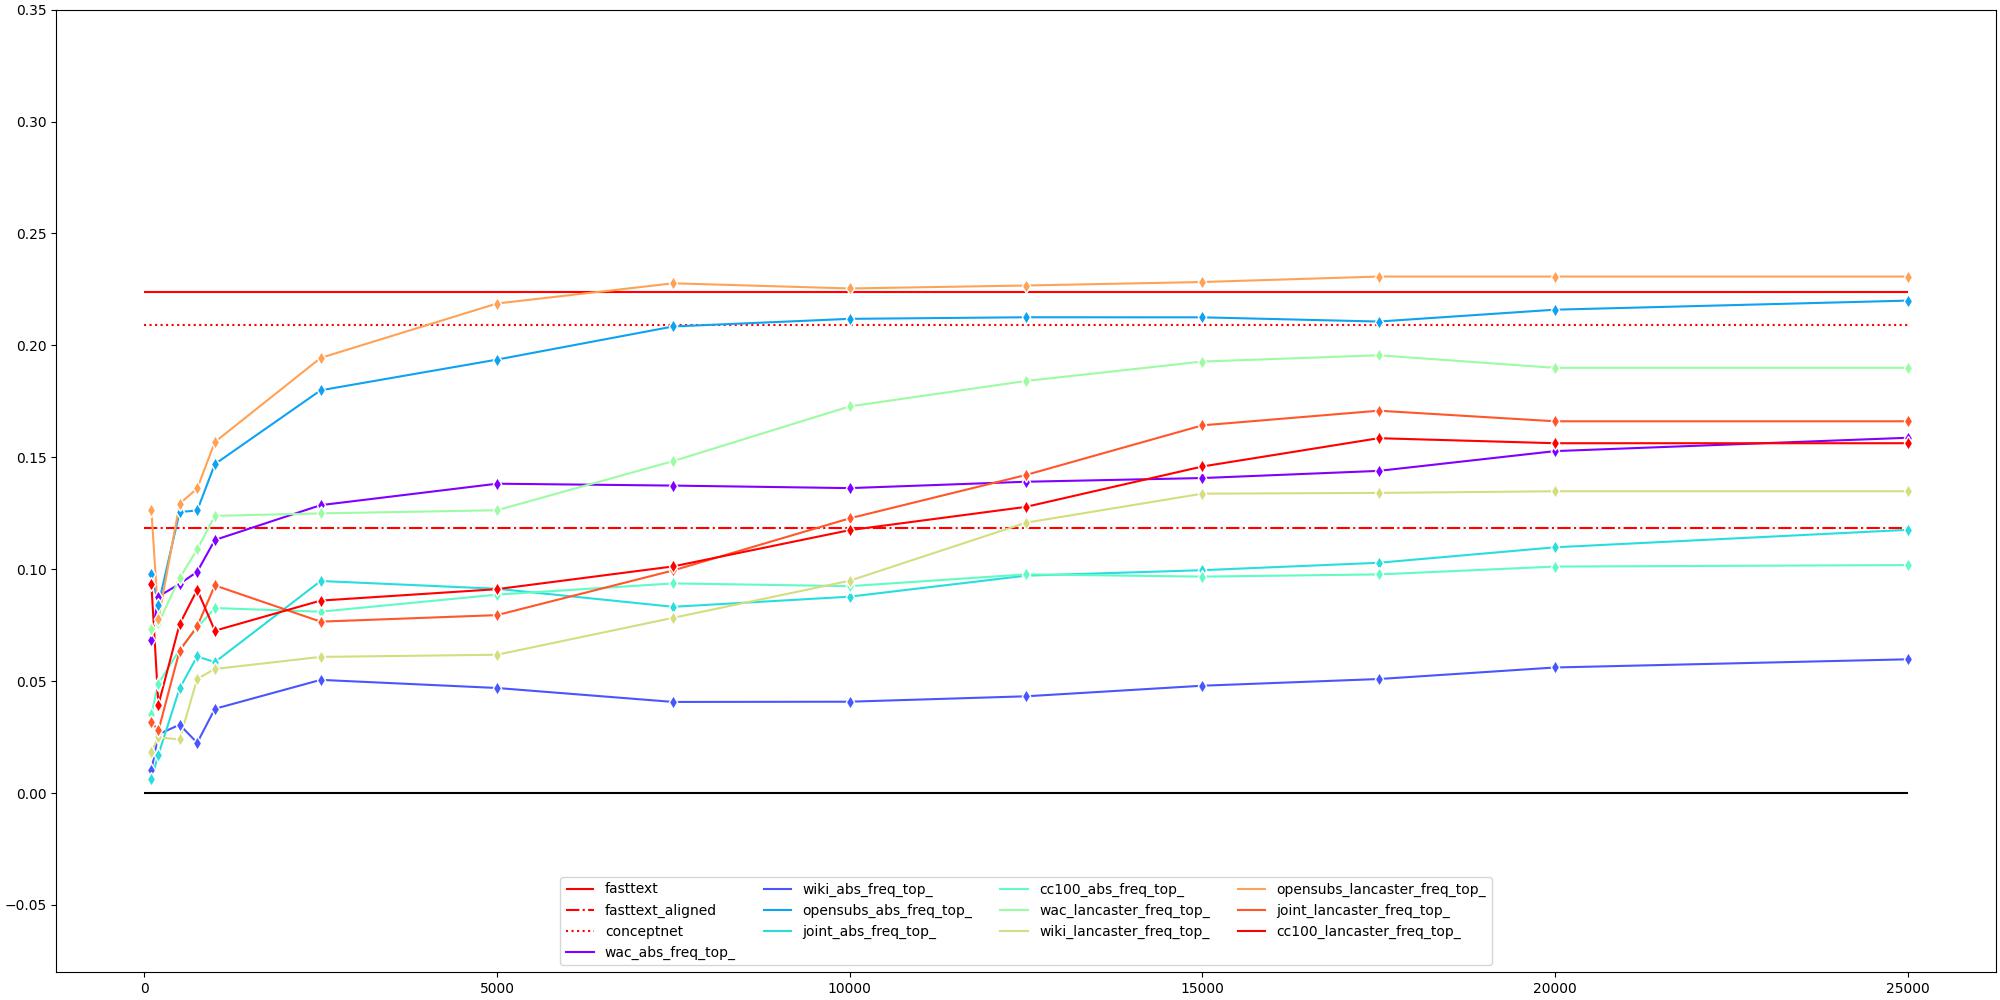 0.35
0.30
0.25
0.20
0.15
0.10
0.05
0.00
−0.05
0
5000
10000
15000
20000
25000
fasttext
fasttext_aligned
conceptnet
wac_abs_freq_top_
wiki_abs_freq_top_
opensubs_abs_freq_top_
joint_abs_freq_top_
cc100_abs_freq_top_
wac_lancaster_freq_top_
wiki_lancaster_freq_top_
opensubs_lancaster_freq_top_
joint_lancaster_freq_top_
cc100_lancaster_freq_top_